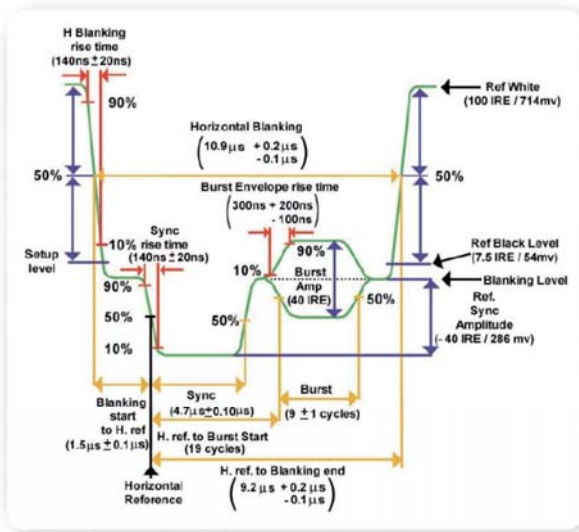 H Blanking
rise time
(140ns ± 20ns)
90%
Ref White
(100 IRE / 714mv)
Horizontal Blanking
(10.9µs + 0.2µs
- 0.1µs)
50%
50%
Burst Envelope rise time
(300ns + 200ns
- 100ns)
10%
Sync
rise time
(140ns ± 20ns)
Setup
level
90%
Ref Black Level
(7.5 IRE / 54mv)
10%
Burst
Amp
(40 IRE)
Blanking Level
90%
50%
Ref.
Sync
Amplitude
(- 40 IRE / 286 mv)
50%
50%
10%
Sync
(4.7µs±0.10µs)
Burst
(9 ±1 cycles)
Blanking
start
to H. ref
(1.5µs ± 0.1µs)
H. ref. to Burst Start
(19 cycles)
H. ref. to Blanking end
(9.2µs + 0.2 µs
- 0.1µs)
Horizontal
Reference